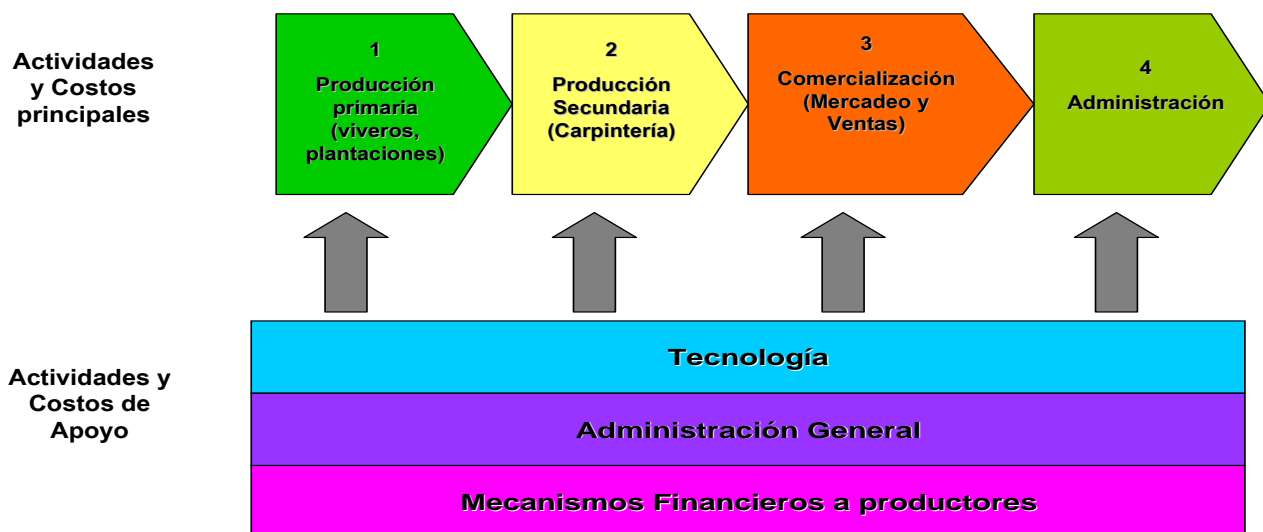 Actividades
y Costos
principales
1
Producción
primaria
(viveros,
plantaciones)
2
Producción
Secundaria
(Carpintería)
3
Comercialización
(Mercadeo y
Ventas)
4
Administración
Actividades y
Costos de
Apoyo
Tecnología
Administración General
Mecanismos Financieros a productores